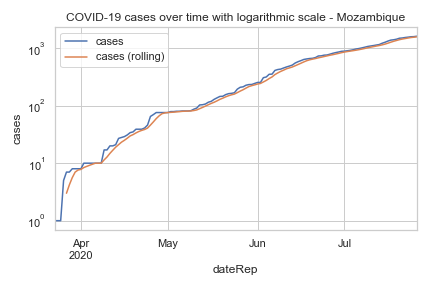 COVID-19 cases over time with logarithmic scale - Mozambique
cases
cases (rolling)
10³
10²
10¹
10⁰
cases
Apr
2020
May
Jun
Jul
dateRep